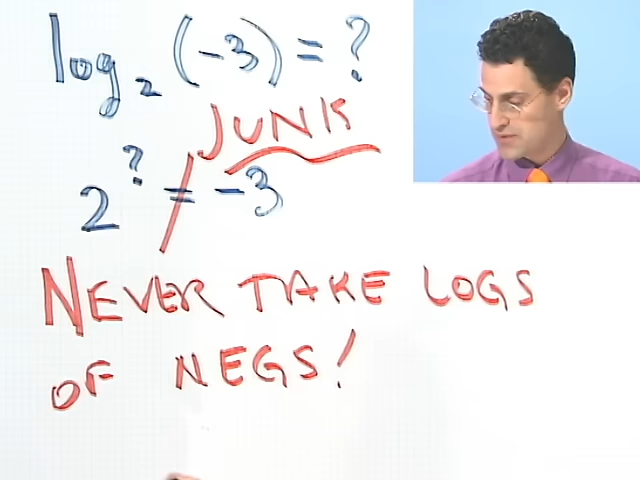 log₂ (-3) = ?
JUNK
2^? ≠ -3
NEVER TAKE LOGS
OF NEGS!